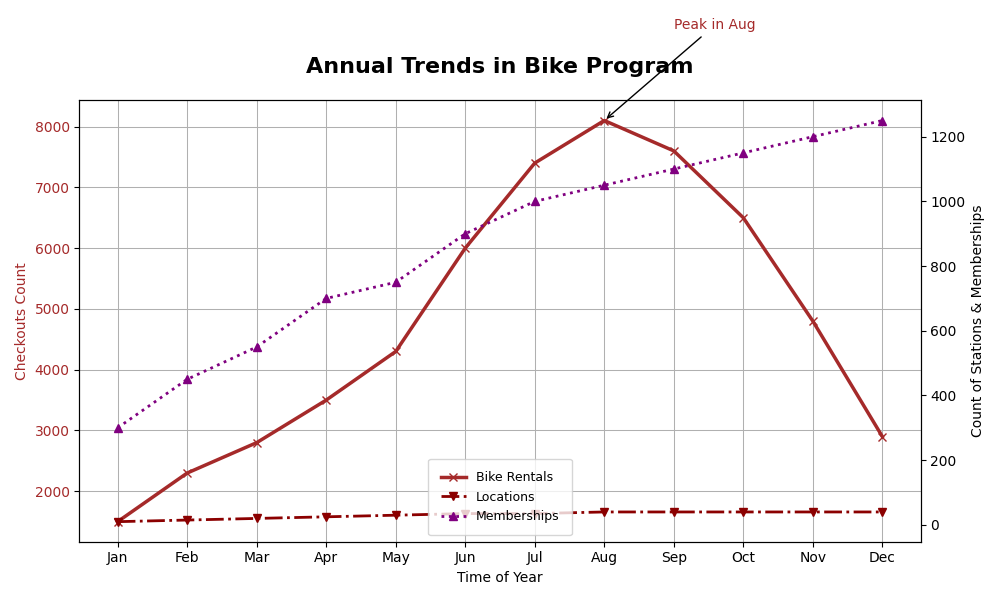 Peak in Aug
Annual Trends in Bike Program
Checkouts Count
8000
7000
6000
5000
4000
3000
2000
1200
1000
800
600
400
200
0
Count of Stations & Memberships
Bike Rentals
Locations
Memberships
Jan Feb Mar Apr May Jun Jul Aug Sep Oct Nov Dec
Time of Year